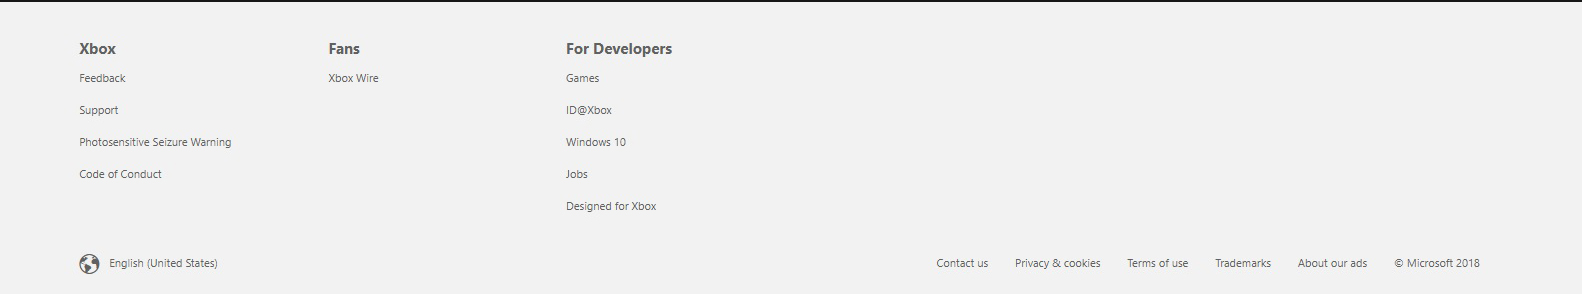 Xbox
Feedback
Support
Photosensitive Seizure Warning
Code of Conduct
Fans
Xbox Wire
For Developers
Games
ID@Xbox
Windows 10
Jobs
Designed for Xbox
English (United States)
Contact us Privacy & cookies Terms of use Trademarks About our ads © Microsoft 2018